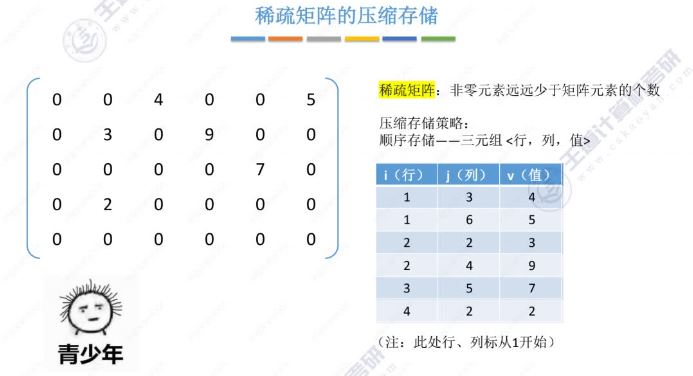 稀疏矩阵的压缩存储
0 0 4 0 0 5
0 3 0 9 0 0
0 0 0 0 7 0
0 2 0 0 0 0
0 0 0 0 0 0
青少年
稀疏矩阵：非零元素远远少于矩阵元素的个数
压缩存储策略：
顺序存储——三元组 <行，列，值>
i（行） j（列） v（值）
1 3 4
1 6 5
2 2 3
2 4 9
3 5 7
4 2 2
（注：此处行、列标从1开始）
王道计算机考研
www.cskaoyan.com